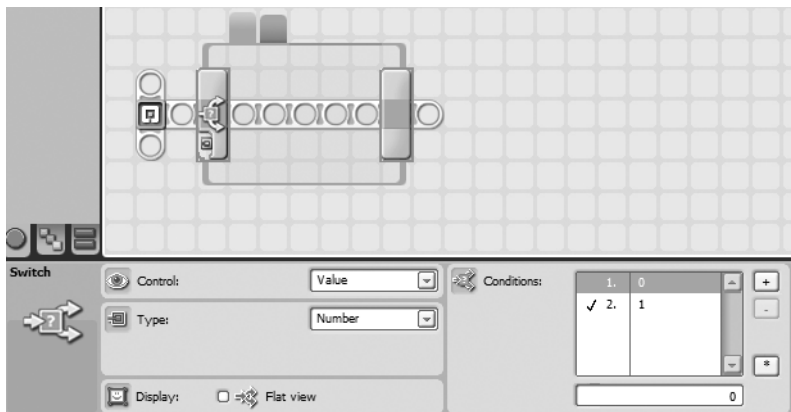 Switch
Control:
Value
Type:
Number
Display:
Flat view
Conditions:
1. 0
✓ 2. 1
+
-
*
0